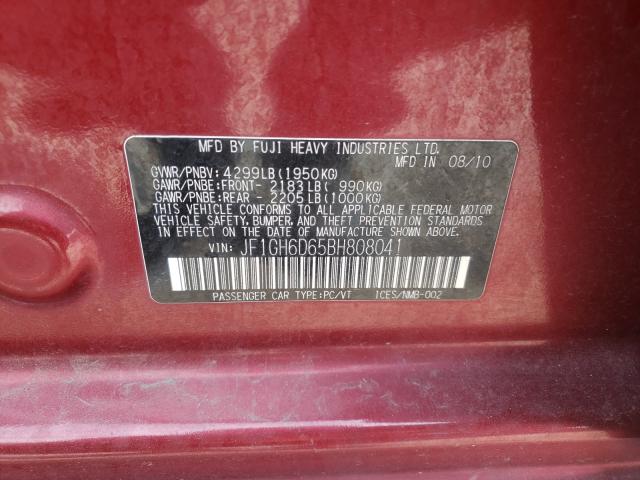 MFD BY FUJI HEAVY INDUSTRIES LTD.
MFD IN 08/10
GVWR/PNBV: 4299LB(1950KG)
GAWR/PNBE:FRONT- 2183LB( 990KG)
GAWR/PNBE:REAR - 2205LB(1000KG)
THIS VEHICLE CONFORMS TO ALL APPLICABLE FEDERAL MOTOR
VEHICLE SAFETY, BUMPER, AND THEFT PREVENTION STANDARDS
IN EFFECT ON THE DATE OF MANUFACTURE SHOWN ABOVE.
VIN: JF1GH6D65BH808041
PASSENGER CAR TYPE:PC/VT ICES/NMB-002